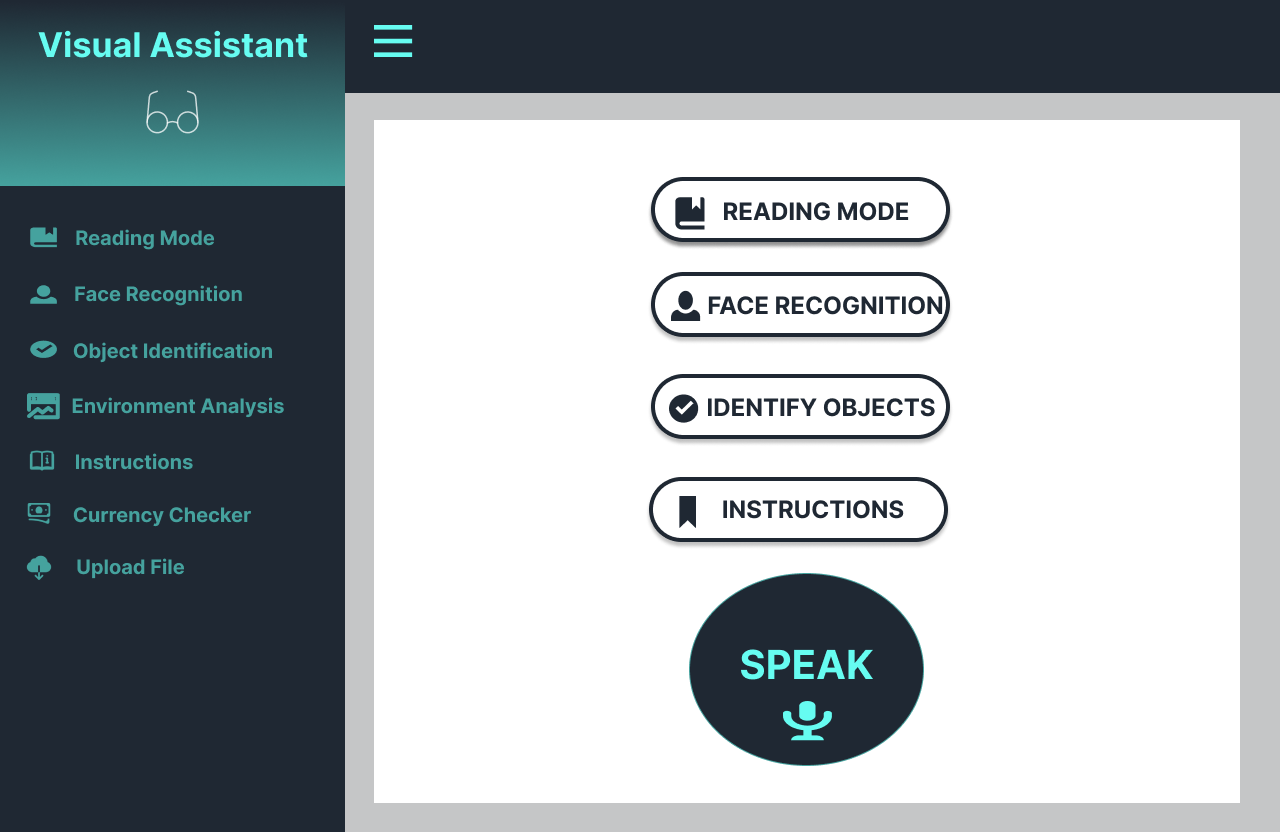 Visual Assistant
Reading Mode
Face Recognition
Object Identification
Environment Analysis
Instructions
Currency Checker
Upload File
READING MODE
FACE RECOGNITION
IDENTIFY OBJECTS
INSTRUCTIONS
SPEAK